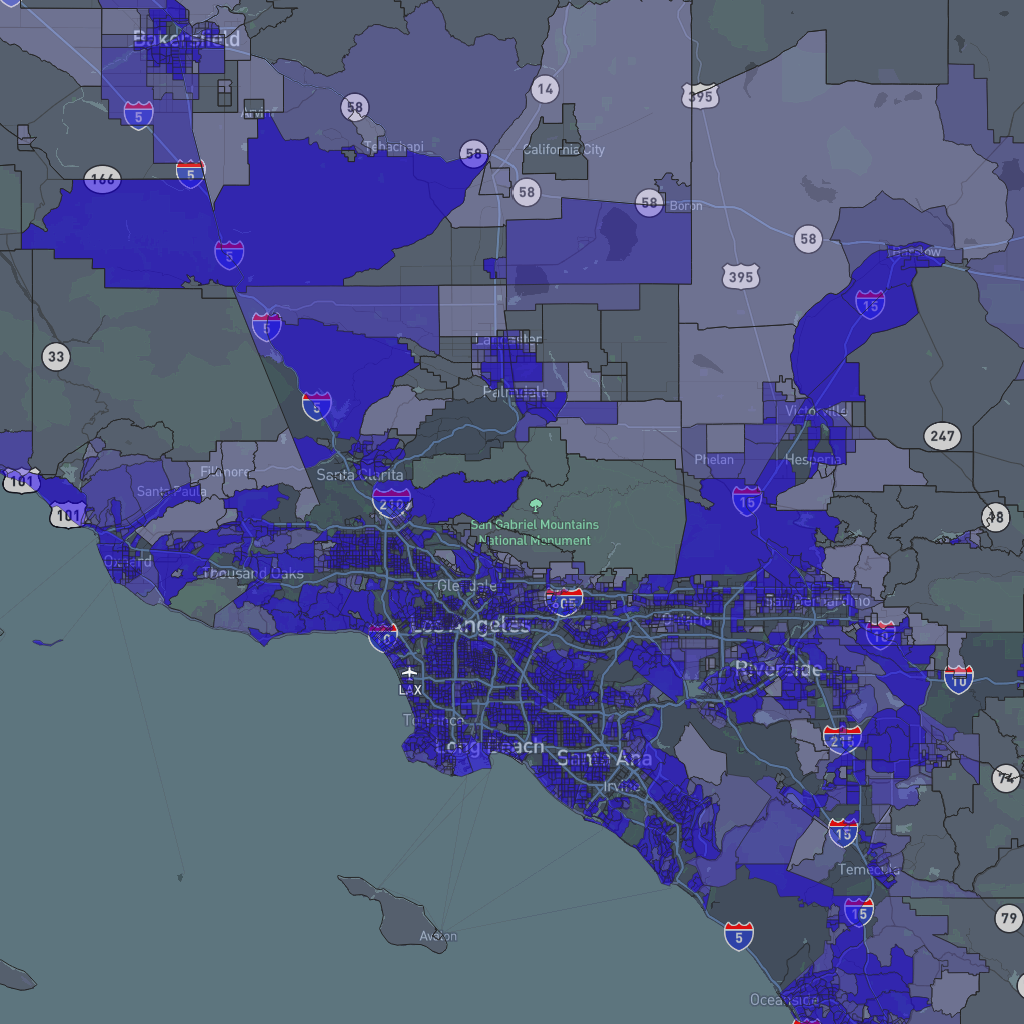 Bakersfield
14
395
58
5
Arvin
Tehachapi
58
California City
5
166
58
58
Boron
58
5
Barstow
395
15
5
33
Lancaster
5
Palmdale
Victorville
247
Fillmore
Santa Clarita
Phelan
Hesperia
101
Santa Paula
210
15
101
San Gabriel Mountains
National Monument
Oxnard
Thousand Oaks
Glendale
605
San Bernardino
Los Angeles
Ontario
10
10
Riverside
10
LAX
Torrance
Long Beach
Santa Ana
215
74
Irvine
15
Temecula
15
79
Avalon
5
Oceanside